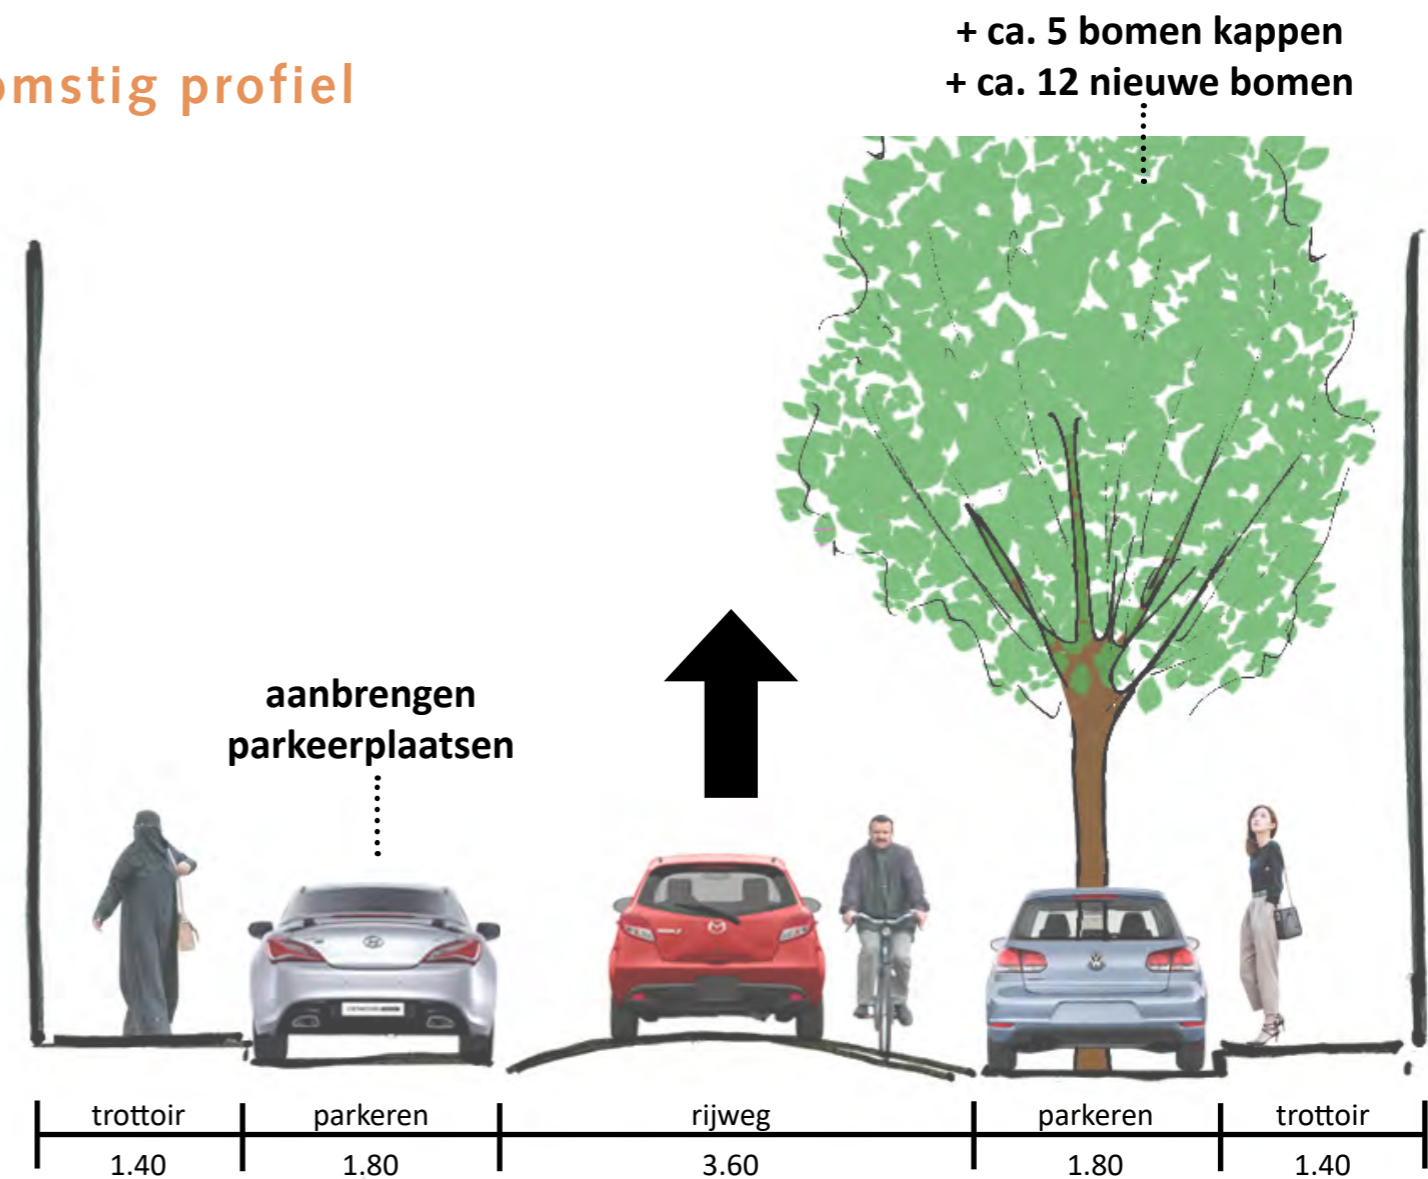 omstig profiel
+ ca. 5 bomen kappen
+ ca. 12 nieuwe bomen
aanbrengen
parkeerplaatsen
trottoir
parkeren
rijweg
parkeren
trottoir
1.40
1.80
3.60
1.80
1.40